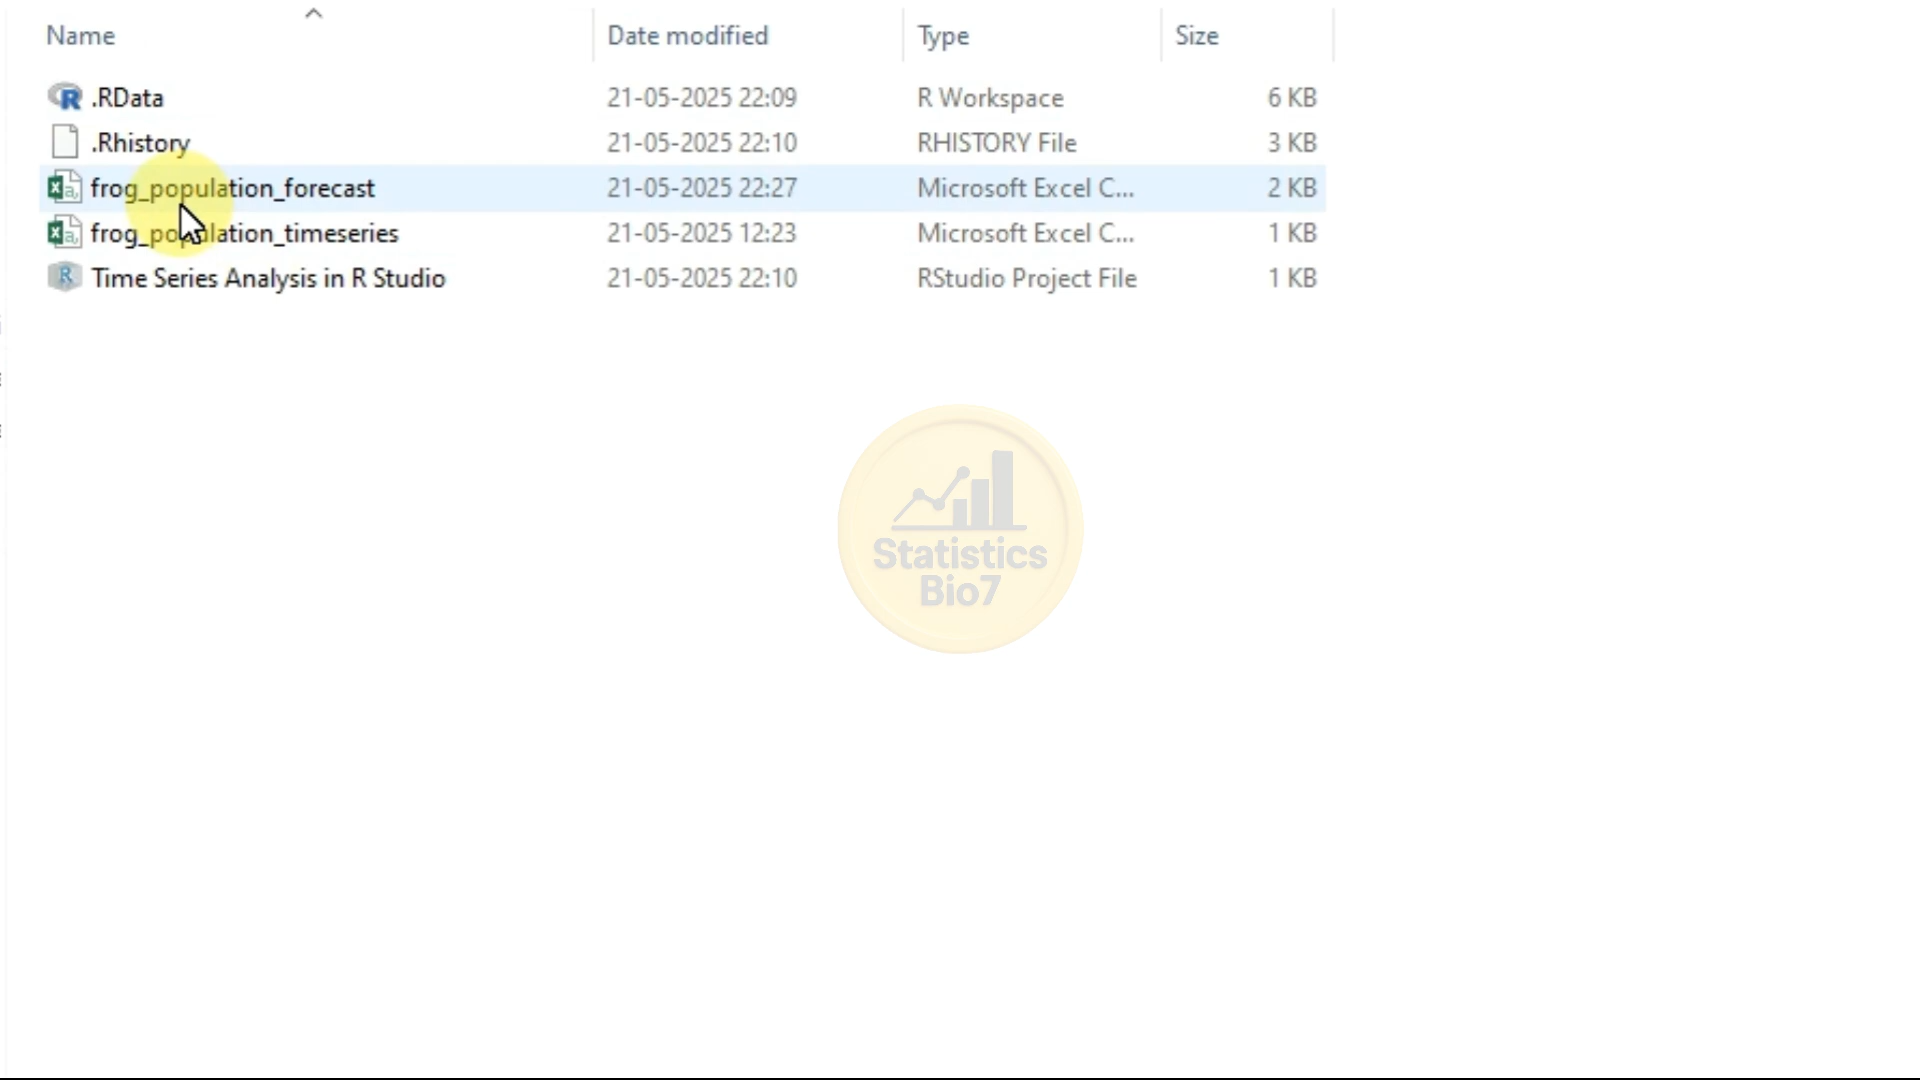 Name Date modified Type Size
.RData 21-05-2025 22:09 R Workspace 6 KB
.Rhistory 21-05-2025 22:10 RHISTORY File 3 KB
frog_population_forecast 21-05-2025 22:27 Microsoft Excel C... 2 KB
frog_population_timeseries 21-05-2025 12:23 Microsoft Excel C... 1 KB
Time Series Analysis in R Studio 21-05-2025 22:10 RStudio Project File 1 KB
Statistics
Bio7